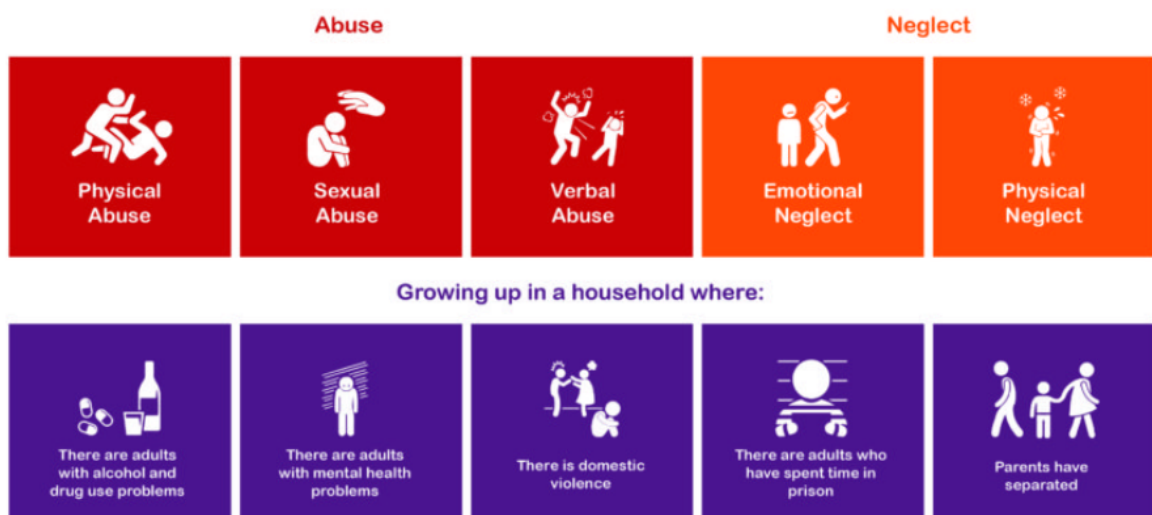 Abuse
Neglect
Physical
Abuse
Sexual
Abuse
Verbal
Abuse
Emotional
Neglect
Physical
Neglect
Growing up in a household where:
There are adults
with alcohol and
drug use problems
There are adults
with mental health
problems
There is domestic
violence
There are adults who
have spent time in
prison
Parents have
separated